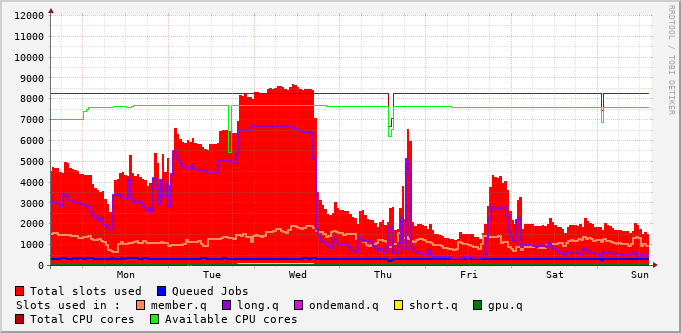 RRDTOOL / TOBI OETIKER
12000
11000
10000
9000
8000
7000
6000
5000
4000
3000
2000
1000
0
Mon Tue Wed Thu Fri Sat Sun
Total slots used Queued Jobs
Slots used in : member.q long.q ondemand.q short.q gpu.q
Total CPU cores Available CPU cores